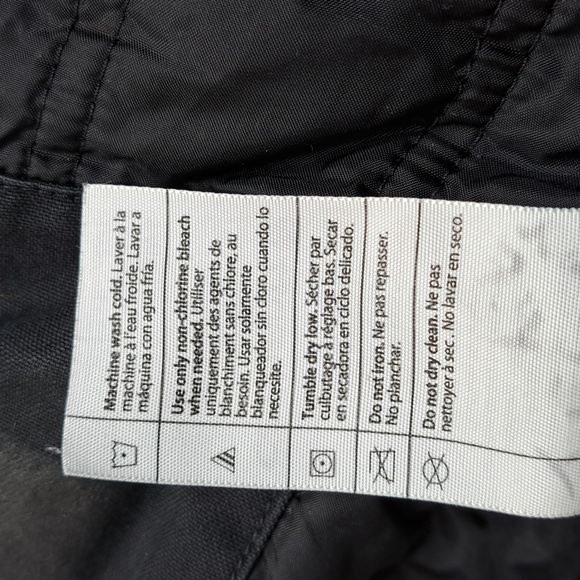 Machine wash cold. Laver à la
machine à l'eau froide. Lavar a
máquina con agua fría.
Use only non-chlorine bleach
when needed. Utiliser
uniquement des agents de
blanchiment sans chlore, au
besoin. Usar solamente
blanqueador sin cloro cuando lo
necesite.
Tumble dry low. Sécher par
culbutage à réglage bas. Secar
en secadora en ciclo delicado.
Do not iron. Ne pas repasser.
No planchar.
Do not dry clean. Ne pas
nettoyer à sec . No lavar en seco.